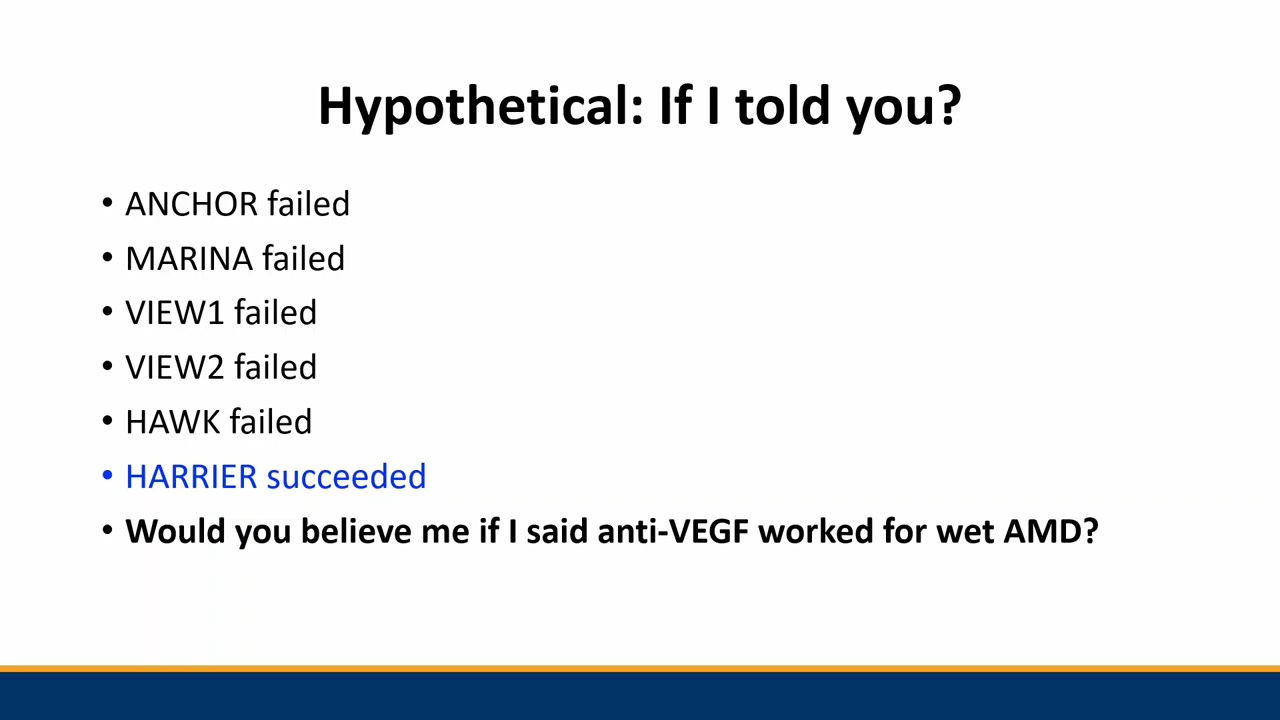 Hypothetical: If I told you?
• ANCHOR failed
• MARINA failed
• VIEW1 failed
• VIEW2 failed
• HAWK failed
• HARRIER succeeded
• Would you believe me if I said anti-VEGF worked for wet AMD?